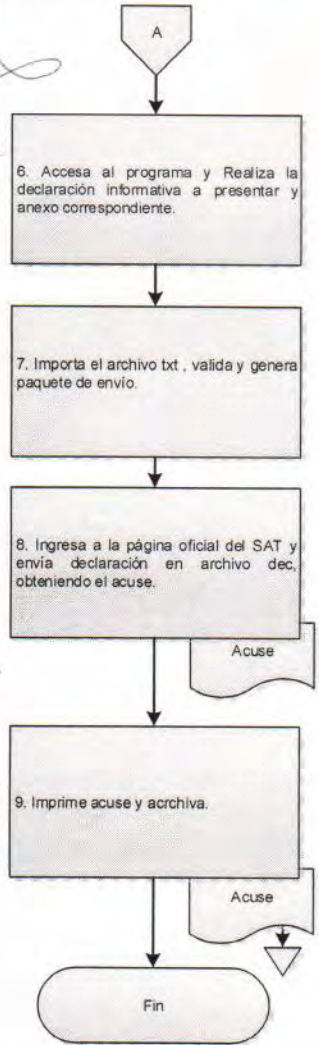 A
6. Accesa al programa y Realiza la
declaración informativa a presentar y
anexo correspondiente.
7. Importa el archivo txt , valida y genera
paquete de envío.
8. Ingresa a la página oficial del SAT y
envía declaración en archivo dec,
obteniendo el acuse.
Acuse
9. Imprime acuse y acrchiva.
Acuse
Fin